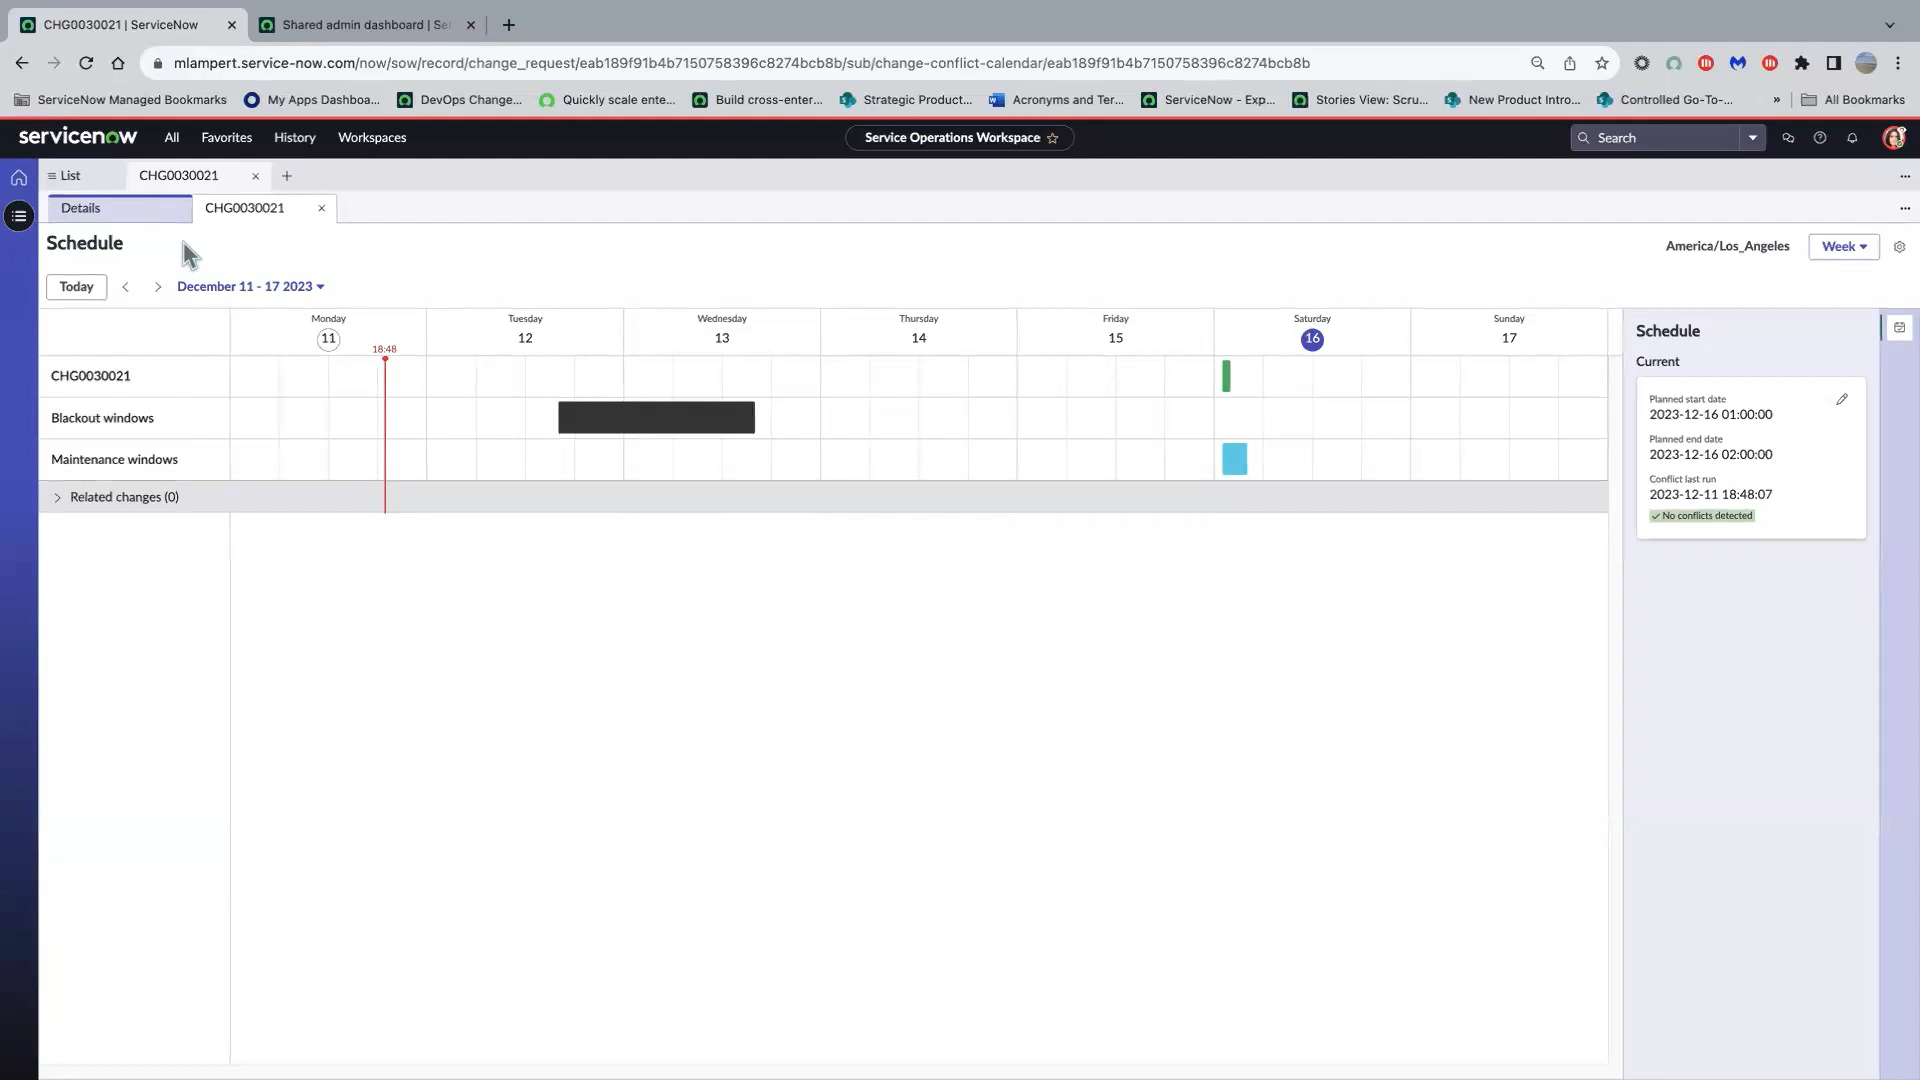 CHG0030021 | ServiceNow
Shared admin dashboard | Se
mlampert.service-now.com/now/sow/record/change_request/eab189f91b4b7150758396c8274bcb8b/sub/change-conflict-calendar/eab189f91b4b7150758396c8274bcb8b
ServiceNow Managed Bookmarks
My Apps Dashboa...
DevOps Change...
Quickly scale ente...
Build cross-enter...
Strategic Product...
Acronyms and Ter...
ServiceNow - Exp...
Stories View: Scru...
New Product Intro...
Controlled Go-To-...
»
All Bookmarks
servicenow
All
Favorites
History
Workspaces
Service Operations Workspace
Search
List
CHG0030021
Details
CHG0030021
Schedule
America/Los_Angeles
Week
Today
December 11 - 17 2023
Monday
11
Tuesday
12
Wednesday
13
Thursday
14
Friday
15
Saturday
16
Sunday
17
18:48
CHG0030021
Blackout windows
Maintenance windows
Related changes (0)
Schedule
Current
Planned start date
2023-12-16 01:00:00
Planned end date
2023-12-16 02:00:00
Conflict last run
2023-12-11 18:48:07
No conflicts detected